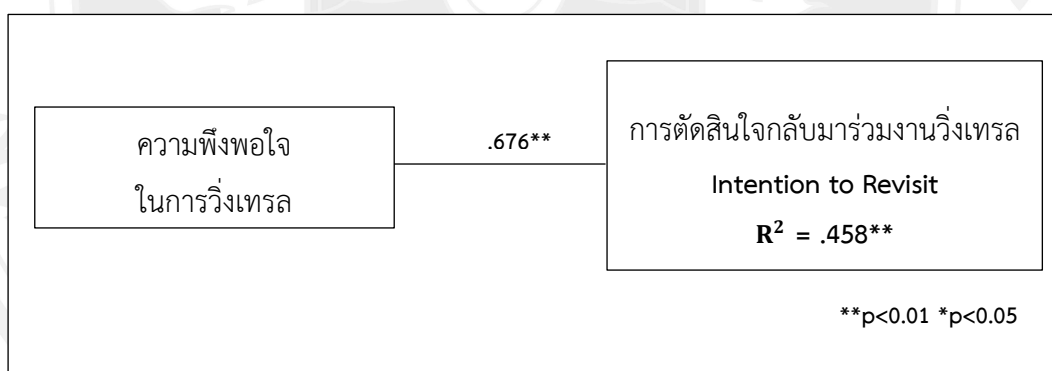 ความพึงพอใจ
ในการวิ่งเทรล
.676**
การตัดสินใจกลับมาร่วมงานวิ่งเทรล
Intention to Revisit
R² = .458**
**p<0.01 *p<0.05